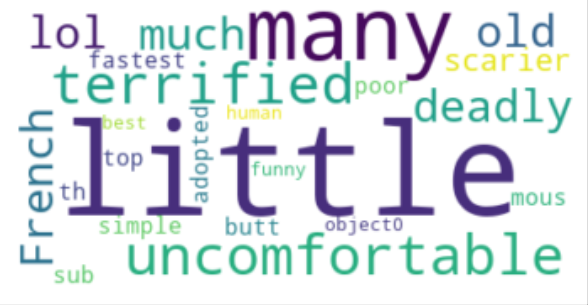 lol much many old
fastest scarier
terrified poor
deadly
best human
French little
top adopted funny
th mous
simple butt object0
uncomfortable
sub